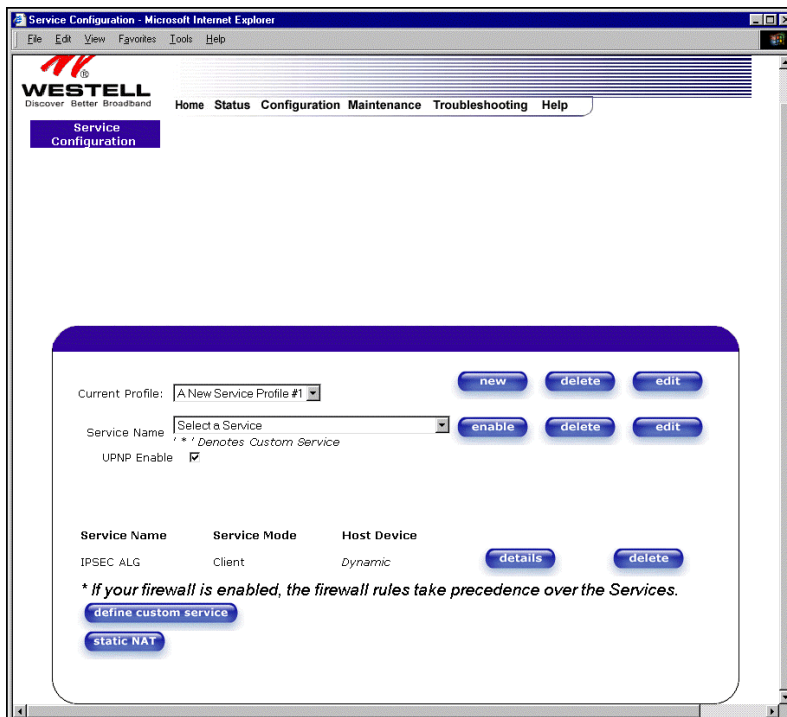 Service Configuration - Microsoft Internet Explorer
File Edit View Favorites Tools Help
®
WESTELL
Discover Better Broadband
Home Status Configuration Maintenance Troubleshooting Help
Service
Configuration
Current Profile: A New Service Profile #1 new delete edit
Service Name Select a Service enable delete edit
' * ' Denotes Custom Service
UPNP Enable
Service Name Service Mode Host Device
IPSEC ALG Client Dynamic details delete
* If your firewall is enabled, the firewall rules take precedence over the Services.
define custom service
static NAT